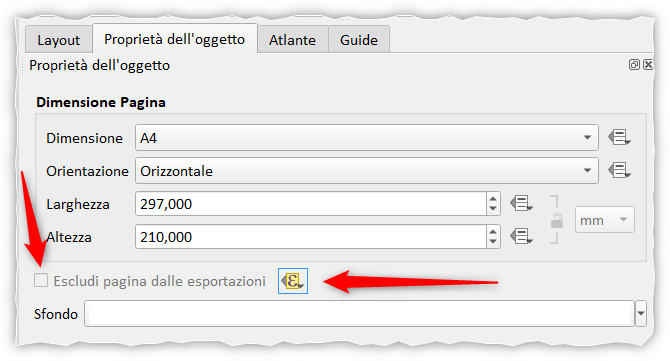 Layout Proprietà dell'oggetto Atlante Guide
Proprietà dell'oggetto
Dimensione Pagina
Dimensione A4
Orientazione Orizzontale
Larghezza 297,000
mm
Altezza 210,000
Escludi pagina dalle esportazioni ε
Sfondo